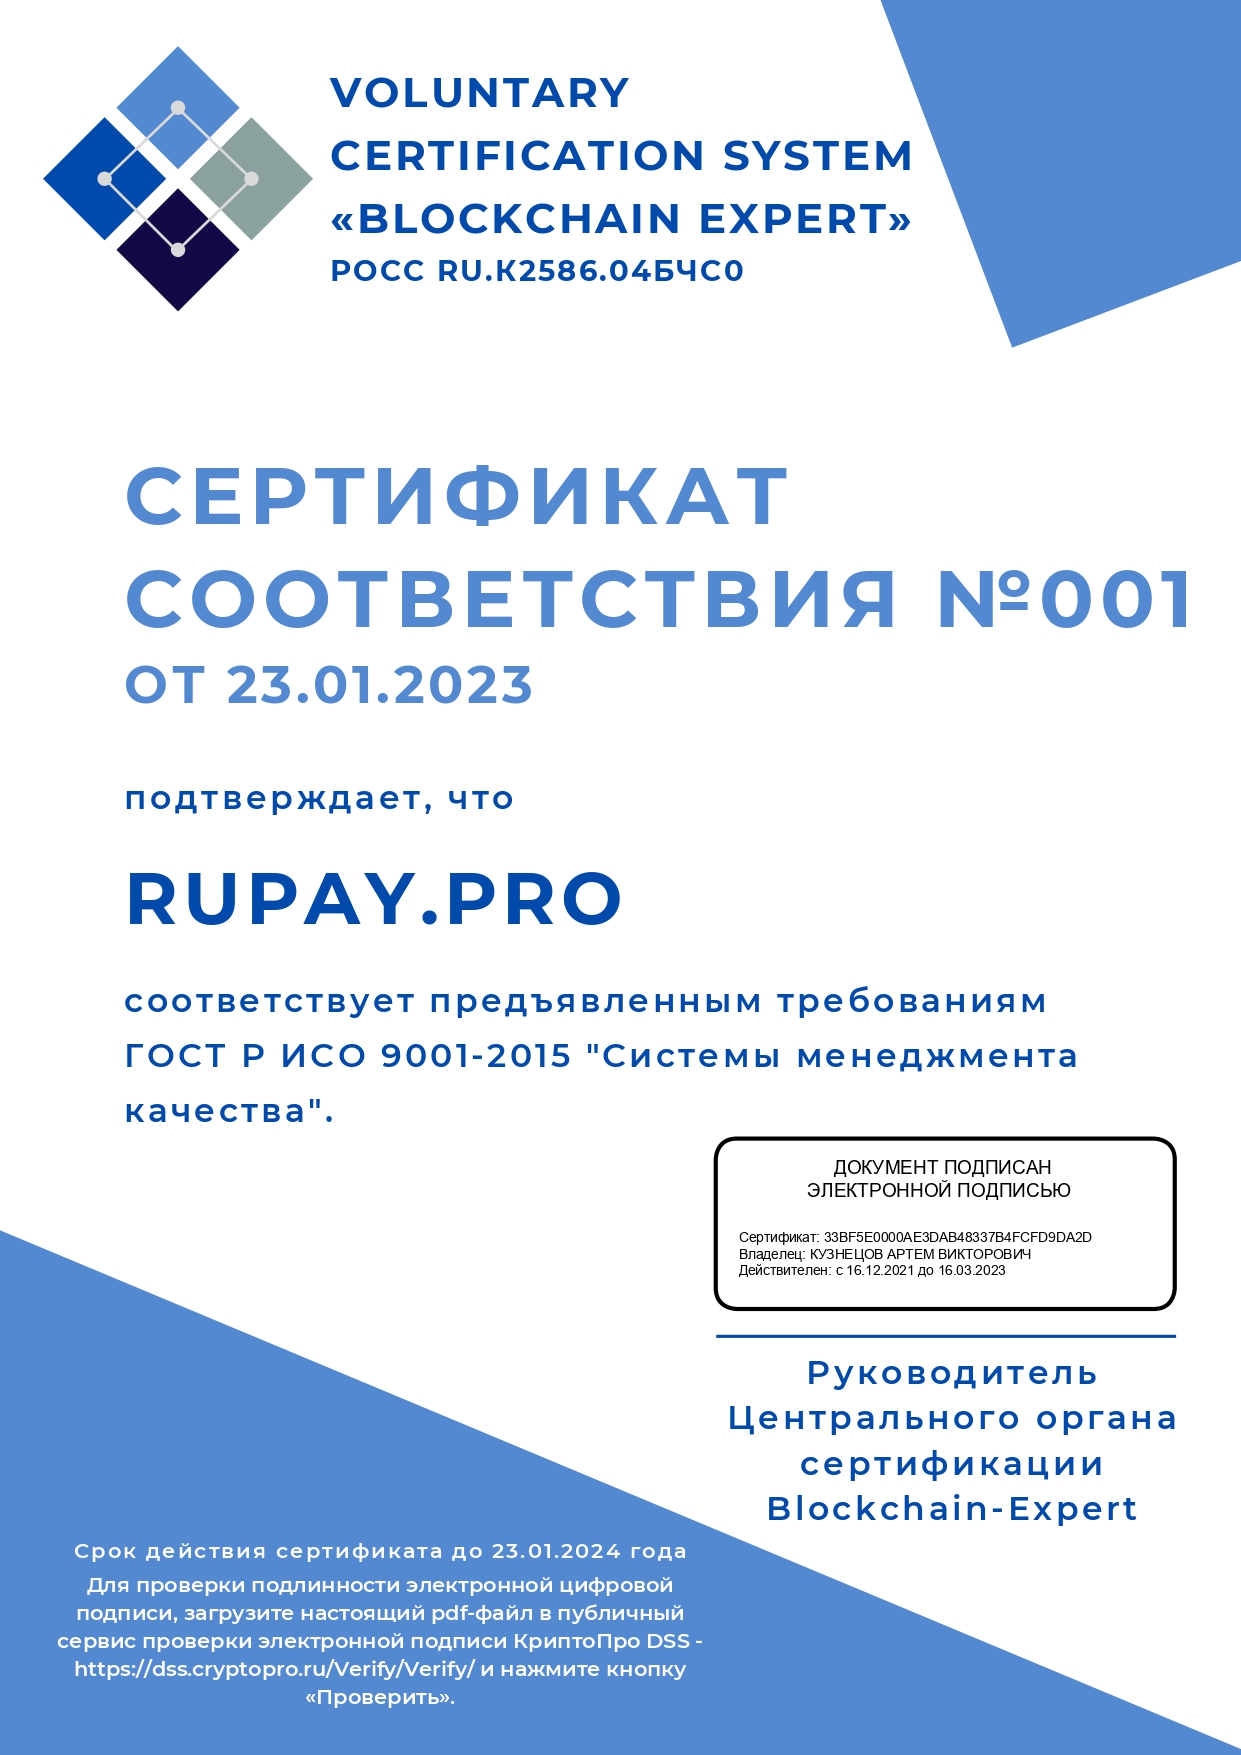 VOLUNTARY
CERTIFICATION SYSTEM
«BLOCKCHAIN EXPERT»
РОСС RU.К2586.04БЧС0
СЕРТИФИКАТ
СООТВЕТСТВИЯ №001
ОТ 23.01.2023
подтверждает, что
RUPAY.PRO
соответствует предъявленным требованиям
ГОСТ Р ИСО 9001-2015 "Системы менеджмента
качества".
ДОКУМЕНТ ПОДПИСАН
ЭЛЕКТРОННОЙ ПОДПИСЬЮ
Сертификат: 33BF5E0000AE3DAB48337B4FCFD9DA2D
Владелец: КУЗНЕЦОВ АРТЕМ ВИКТОРОВИЧ
Действителен: с 16.12.2021 до 16.03.2023
Руководитель
Центрального органа
сертификации
Blockchain-Expert
Срок действия сертификата до 23.01.2024 года
Для проверки подлинности электронной цифровой
подписи, загрузите настоящий pdf-файл в публичный
сервис проверки электронной подписи КриптоПро DSS -
https://dss.cryptopro.ru/Verify/Verify/ и нажмите кнопку
«Проверить».